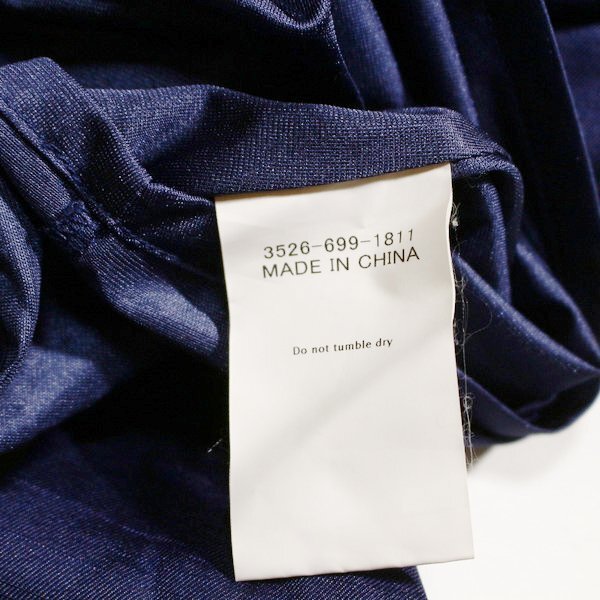 3526-699-1811
MADE IN CHINA
Do not tumble dry